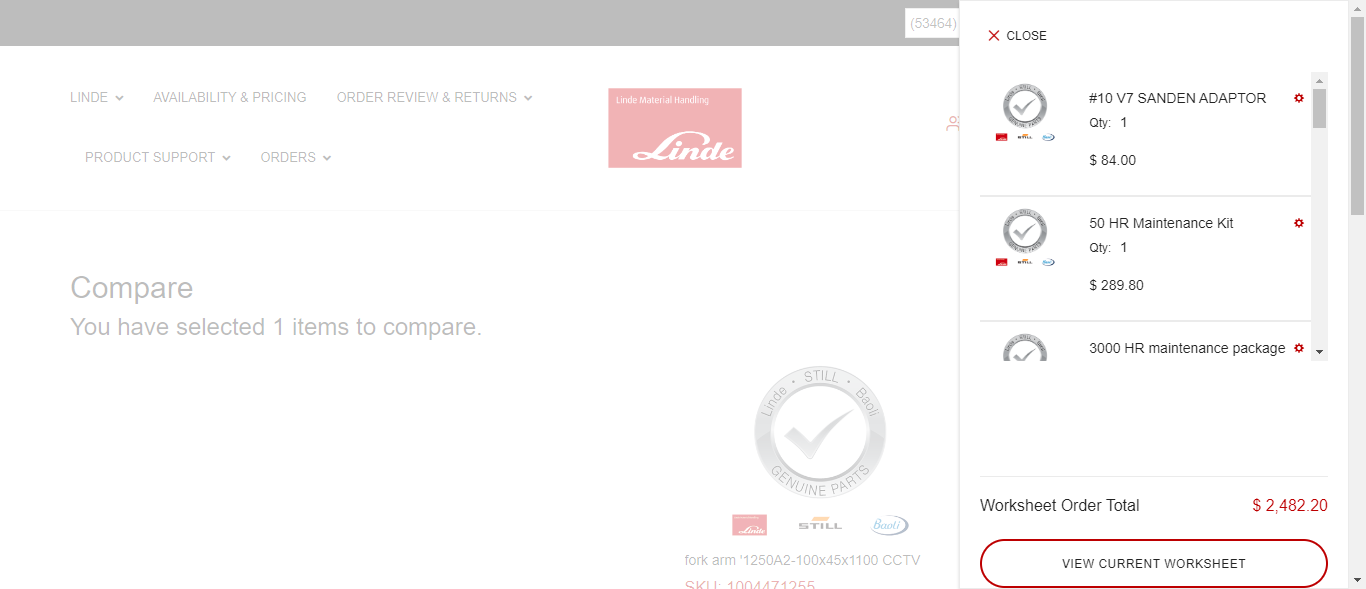 (53464)
LINDE
AVAILABILITY & PRICING
ORDER REVIEW & RETURNS
PRODUCT SUPPORT
ORDERS
Linde Material Handling
Linde
Compare
You have selected 1 items to compare.
Linde • STILL • Baoli
GENUINE PARTS
Linde
STILL
Baoli
fork arm '1250A2-100x45x1100 CCTV
SKU: 1004471255
CLOSE
#10 V7 SANDEN ADAPTOR
Qty: 1
$ 84.00
50 HR Maintenance Kit
Qty: 1
$ 289.80
3000 HR maintenance package
Worksheet Order Total
$ 2,482.20
VIEW CURRENT WORKSHEET